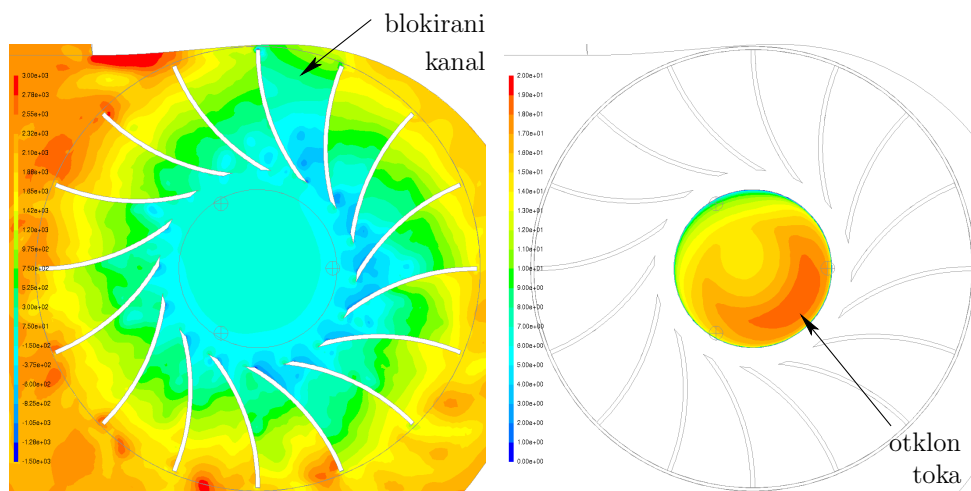 blokirani
kanal
3.00e+03
2.78e+03
2.55e+03
2.32e+03
2.10e+03
1.88e+03
1.65e+03
1.42e+03
1.20e+03
9.75e+02
7.50e+02
5.25e+02
3.00e+02
7.50e+01
-1.50e+02
-3.75e+02
-6.00e+02
-8.25e+02
-1.05e+03
-1.28e+03
-1.50e+03
2.00e+01
1.90e+01
1.80e+01
1.70e+01
1.60e+01
1.50e+01
1.40e+01
1.30e+01
1.20e+01
1.10e+01
1.00e+01
9.00e+00
8.00e+00
7.00e+00
6.00e+00
5.00e+00
4.00e+00
3.00e+00
2.00e+00
1.00e+00
0.00e+00
otklon
toka